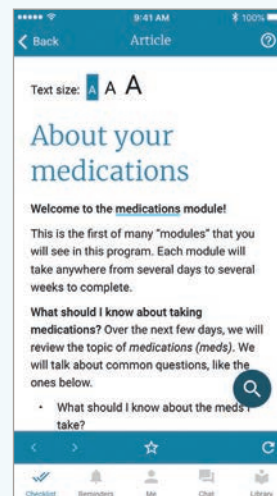 9:41 AM 100%
Back Article
Text size: A A A
About your
medications
Welcome to the medications module!
This is the first of many "modules" that you
will see in this program. Each module will
take anywhere from several days to several
weeks to complete.
What should I know about taking
medications? Over the next few days, we will
review the topic of medications (meds). We
will talk about common questions, like the
ones below.
• What should I know about the meds I
take?
Checklist Reminders Me Chat Library